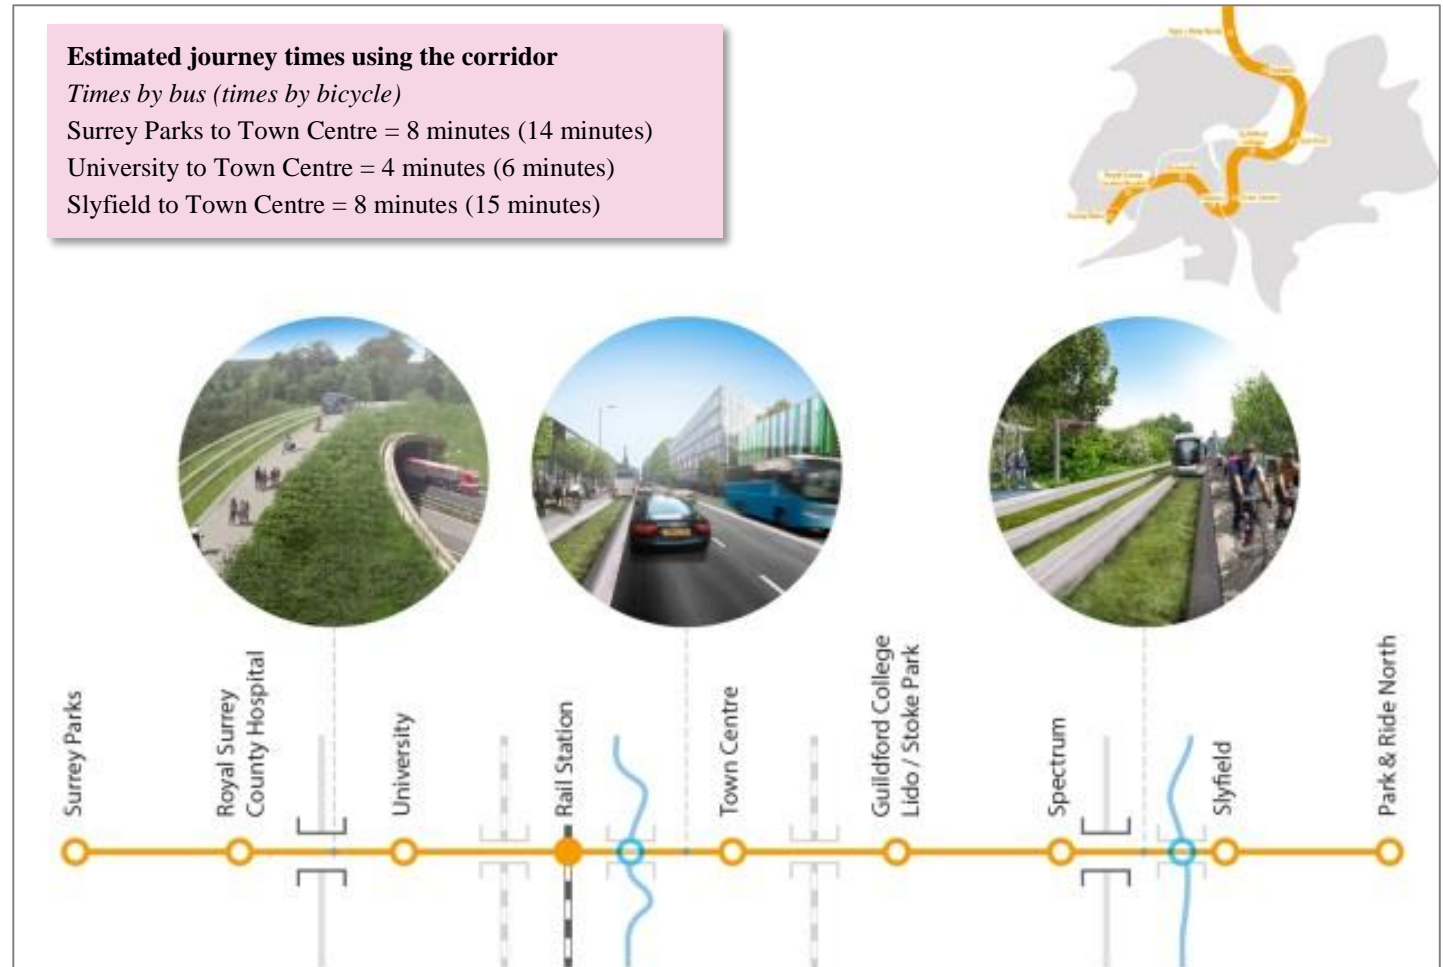 Estimated journey times using the corridor
Times by bus (times by bicycle)
Surrey Parks to Town Centre = 8 minutes (14 minutes)
University to Town Centre = 4 minutes (6 minutes)
Slyfield to Town Centre = 8 minutes (15 minutes)
Surrey Parks
Royal Surrey
County Hospital
University
Rail Station
Town Centre
Guildford College
Lido / Stoke Park
Spectrum
Slyfield
Park & Ride North